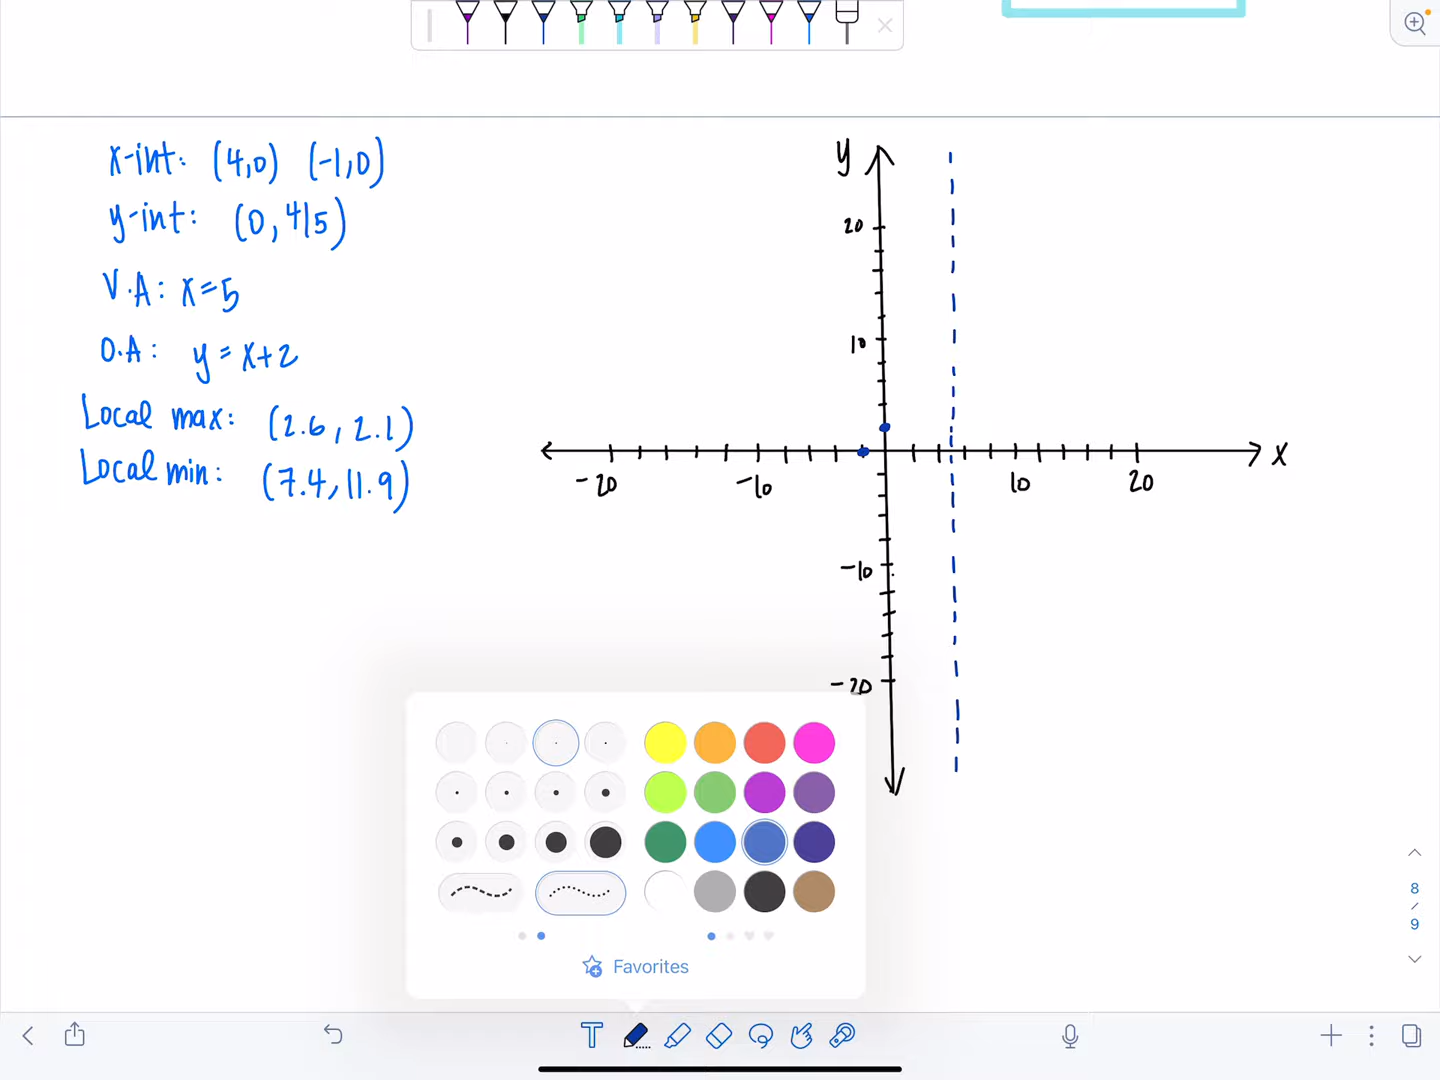 x-int: (4,0) (-1,0)
y-int: (0, 4/5)
V.A: x=5
O.A: y = x+2
Local max: (2.6, 2.1)
Local min: (7.4, 11.9)
y
20
10
-20
-10
10
20
x
-10
-20
Favorites
8
/
9
T